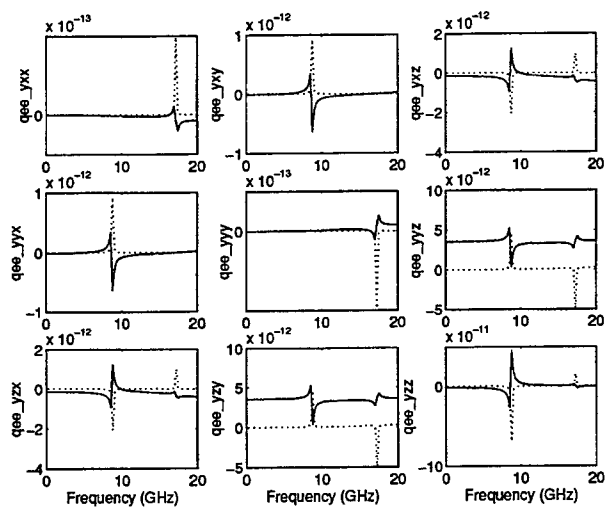 x 10⁻¹³
qee_yxx
0
0 10 20
x 10⁻¹²
qee_yxy
1
0
-1
0 10 20
x 10⁻¹²
qee_yxz
2
0
-2
-4
0 10 20
x 10⁻¹²
qee_yyx
1
0
-1
0 10 20
x 10⁻¹³
qee_yyy
0
0 10 20
x 10⁻¹²
qee_yyz
10
5
0
-5
0 10 20
x 10⁻¹²
qee_yzx
2
0
-2
-4
0 10 20
Frequency (GHz)
x 10⁻¹²
qee_yzy
10
5
0
-5
0 10 20
Frequency (GHz)
x 10⁻¹¹
qee_yzz
5
0
-10
0 10 20
Frequency (GHz)